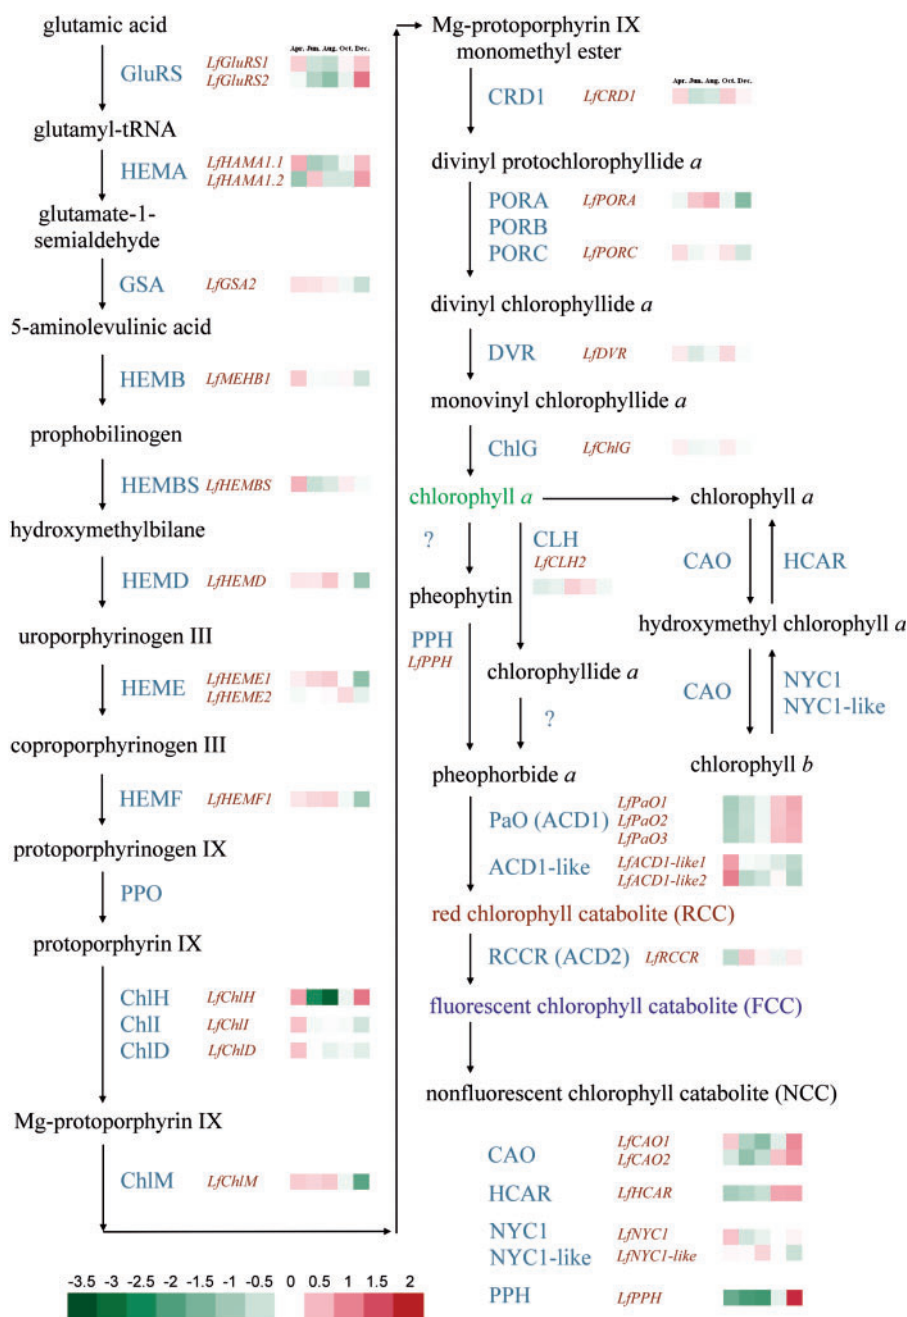 glutamic acid
Apr. Jun. Aug. Oct. Dec.
GluRS
LfGluRS1
LfGluRS2
glutamyl-tRNA
HEMA
LfHAMA1.1
LfHAMA1.2
glutamate-1-
semialdehyde
GSA
LfGSA2
5-aminolevulinic acid
HEMB
LfMEHB1
prophobilinogen
HEMBS
LfHEMBS
hydroxymethylbilane
HEMD
LfHEMD
uroporphyrinogen III
HEME
LfHEME1
LfHEME2
coproporphyrinogen III
HEMF
LfHEMF1
protoporphyrinogen IX
PPO
protoporphyrin IX
ChlH
LfChlH
ChlI
LfChlI
ChlD
LfChlD
Mg-protoporphyrin IX
ChlM
LfChlM
-3.5 -3 -2.5 -2 -1.5 -1 -0.5 0 0.5 1 1.5 2
Mg-protoporphyrin IX
monomethyl ester
Apr. Jun. Aug. Oct. Dec.
CRD1
LfCRD1
divinyl protochlorophyllide a
PORA
LfPORA
PORB
PORC
LfPORC
divinyl chlorophyllide a
DVR
LfDVR
monovinyl chlorophyllide a
ChlG
LfChlG
chlorophyll a
chlorophyll a
?
CLH
LfCLH2
CAO
HCAR
pheophytin
hydroxymethyl chlorophyll a
PPH
LfPPH
chlorophyllide a
CAO
NYC1
NYC1-like
?
pheophorbide a
chlorophyll b
PaO (ACD1)
LfPaO1
LfPaO2
LfPaO3
ACD1-like
LfACD1-like1
LfACD1-like2
red chlorophyll catabolite (RCC)
RCCR (ACD2)
LfRCCR
fluorescent chlorophyll catabolite (FCC)
nonfluorescent chlorophyll catabolite (NCC)
CAO
LfCAO1
LfCAO2
HCAR
LfHCAR
NYC1
LfNYC1
NYC1-like
LfNYC1-like
PPH
LfPPH